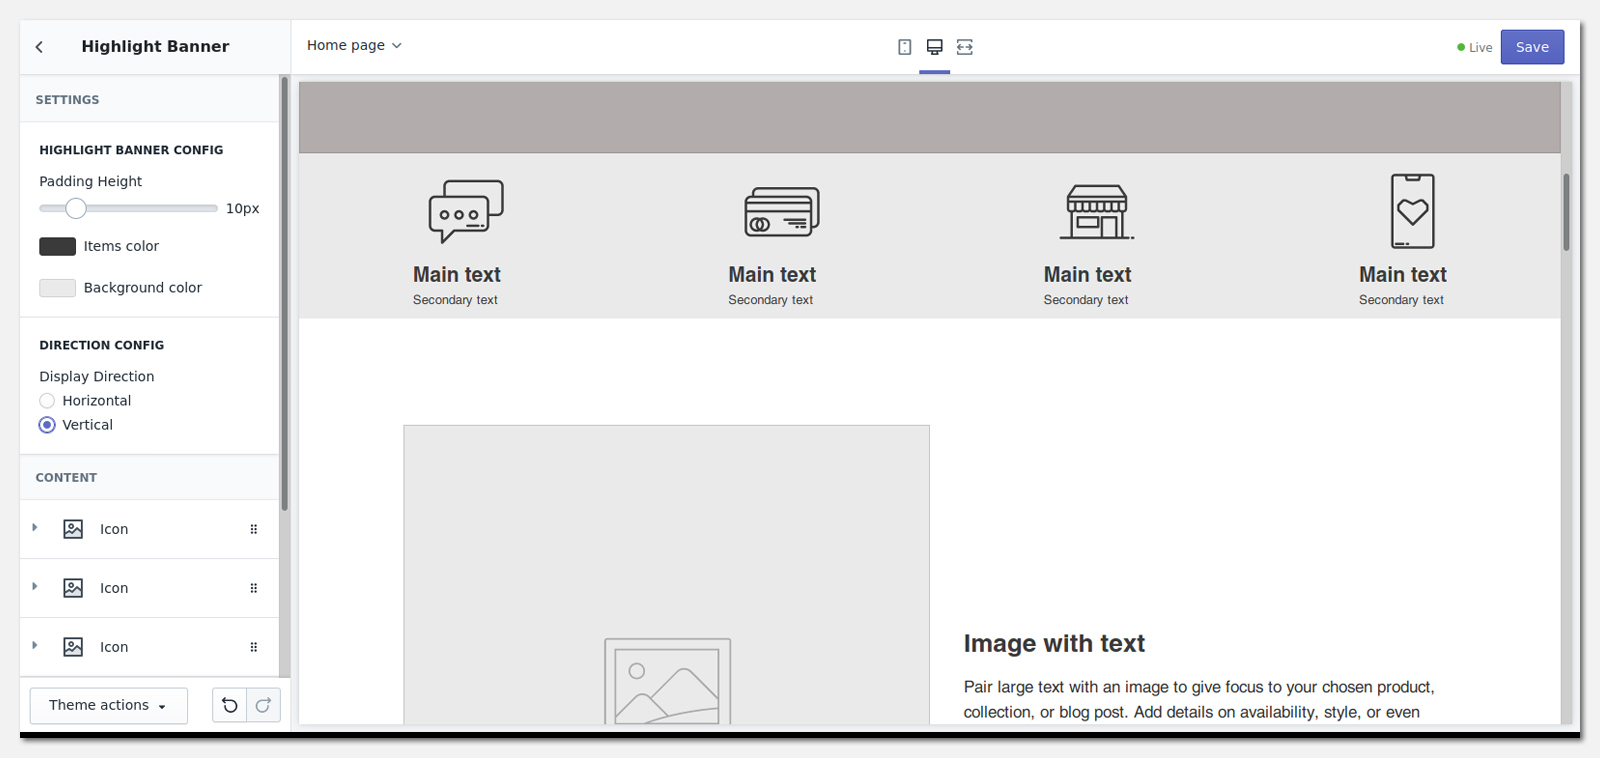 Highlight Banner
Home page
Live
Save
SETTINGS
HIGHLIGHT BANNER CONFIG
Padding Height
10px
Items color
Background color
DIRECTION CONFIG
Display Direction
Horizontal
Vertical
CONTENT
Icon
Icon
Icon
Theme actions
Main text
Secondary text
Main text
Secondary text
Main text
Secondary text
Main text
Secondary text
Image with text
Pair large text with an image to give focus to your chosen product,
collection, or blog post. Add details on availability, style, or even